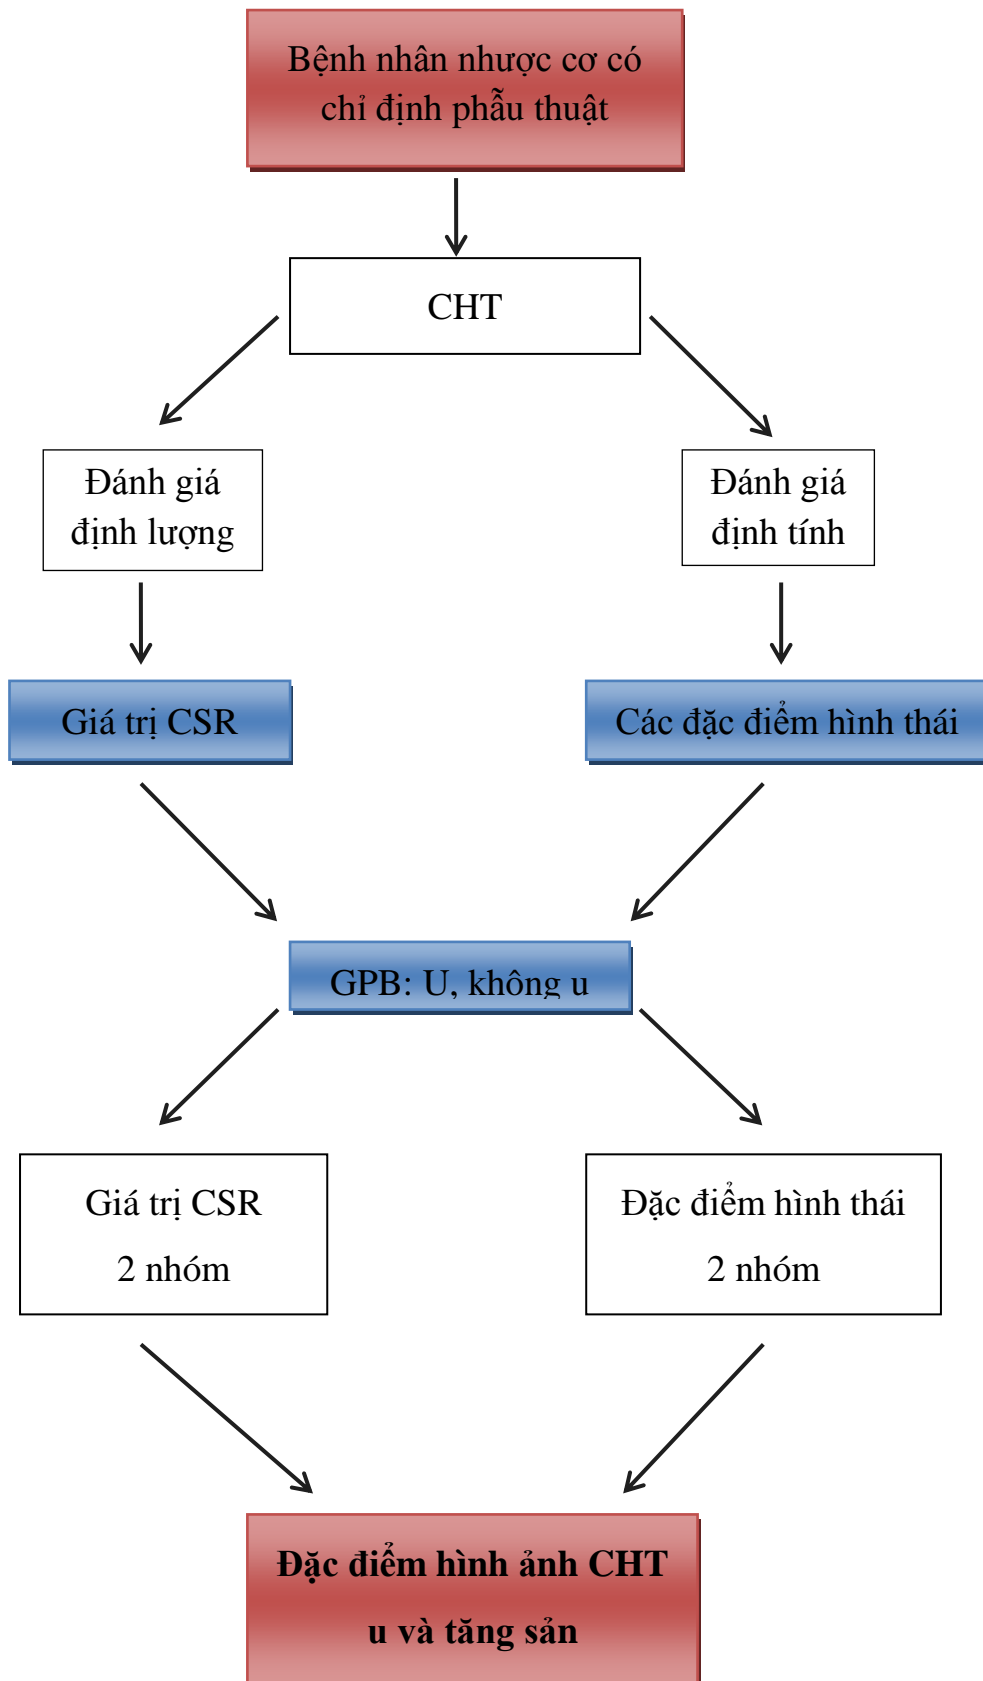 Bệnh nhân nhược cơ có
chỉ định phẫu thuật
CHT
Đánh giá
định lượng
Đánh giá
định tính
Giá trị CSR
Các đặc điểm hình thái
GPB: U, không u
Giá trị CSR
2 nhóm
Đặc điểm hình thái
2 nhóm
Đặc điểm hình ảnh CHT
u và tăng sản